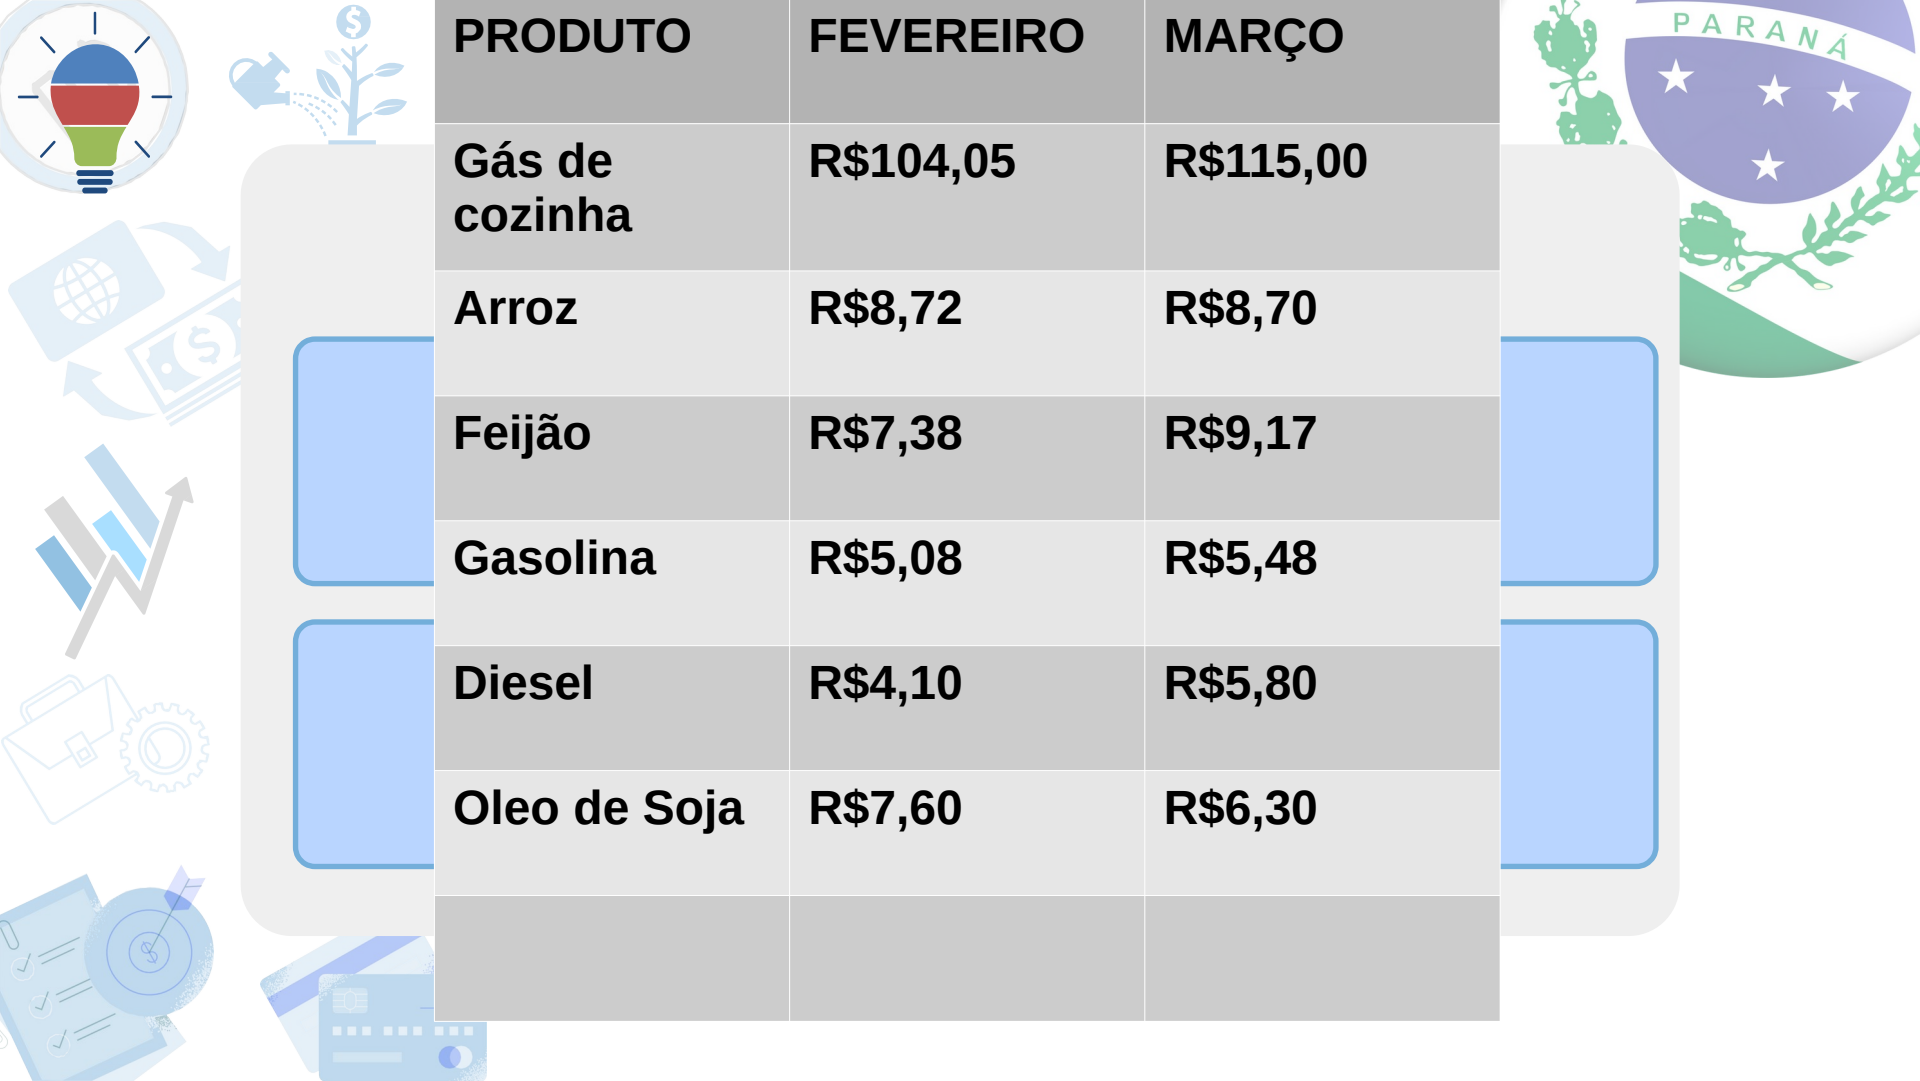 PRODUTO FEVEREIRO MARÇO
Gás de
cozinha R$104,05 R$115,00
Arroz R$8,72 R$8,70
Feijão R$7,38 R$9,17
Gasolina R$5,08 R$5,48
Diesel R$4,10 R$5,80
Oleo de Soja R$7,60 R$6,30
PARANÁ